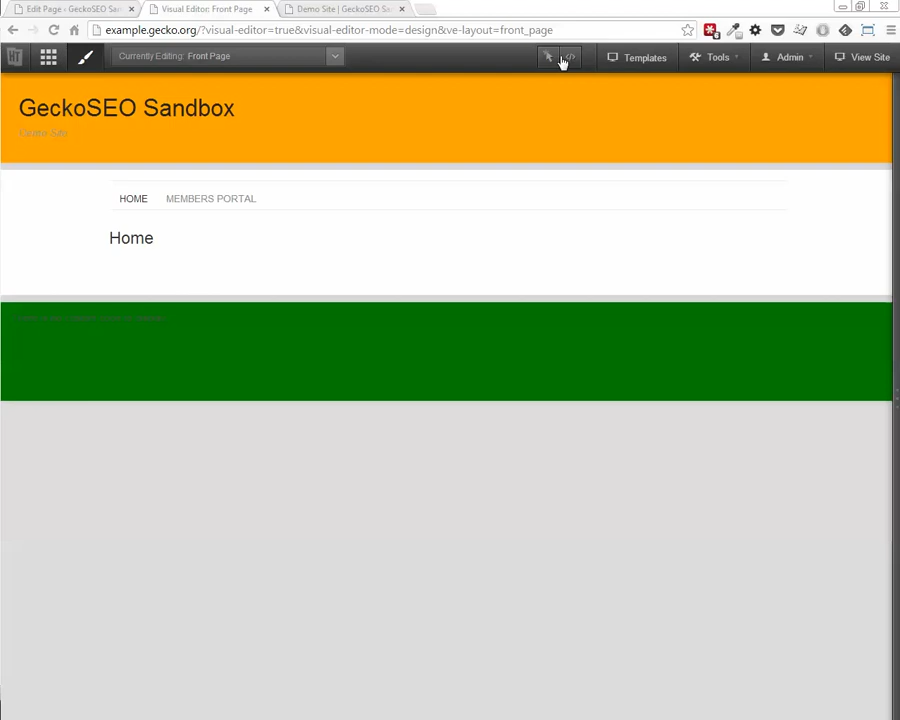 Edit Page ‹ GeckoSEO San
Visual Editor: Front Page
Demo Site | GeckoSEO Sa
example.gecko.org/?visual-editor=true&visual-editor-mode=design&ve-layout=front_page
Currently Editing: Front Page
Templates
Tools
Admin
View Site
GeckoSEO Sandbox
HOME
MEMBERS PORTAL
Home